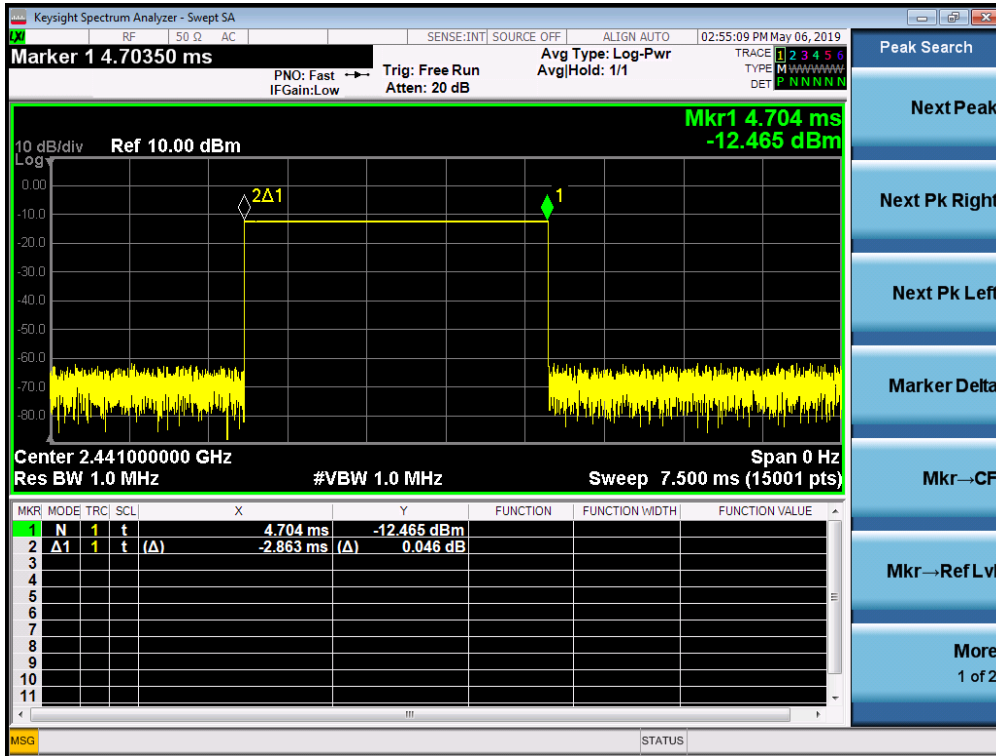 Keysight Spectrum Analyzer - Swept SA
LXI RF 50 Ω AC SENSE:INT SOURCE OFF ALIGN AUTO 02:55:09 PM May 06, 2019
Marker 1 4.70350 ms
PNO: Fast
IFGain:Low
Trig: Free Run
Atten: 20 dB
Avg Type: Log-Pwr
Avg|Hold: 1/1
TRACE 1 2 3 4 5 6
TYPE M W W W W W
DET P N N N N N
Peak Search
Next Peak
Next Pk Right
Next Pk Left
Marker Delta
Mkr→CF
Mkr→Ref Lvl
More
1 of 2
Mkr1 4.704 ms
-12.465 dBm
10 dB/div Ref 10.00 dBm
Log
0.00
-10.0
-20.0
-30.0
-40.0
-50.0
-60.0
-70.0
-80.0
2Δ1
1
Center 2.441000000 GHz Span 0 Hz
Res BW 1.0 MHz #VBW 1.0 MHz Sweep 7.500 ms (15001 pts)
MKR MODE TRC SCL X Y FUNCTION FUNCTION WIDTH FUNCTION VALUE
1 N 1 t 4.704 ms -12.465 dBm
2 Δ1 1 t (Δ) -2.863 ms (Δ) 0.046 dB
3
4
5
6
7
8
9
10
11
MSG STATUS